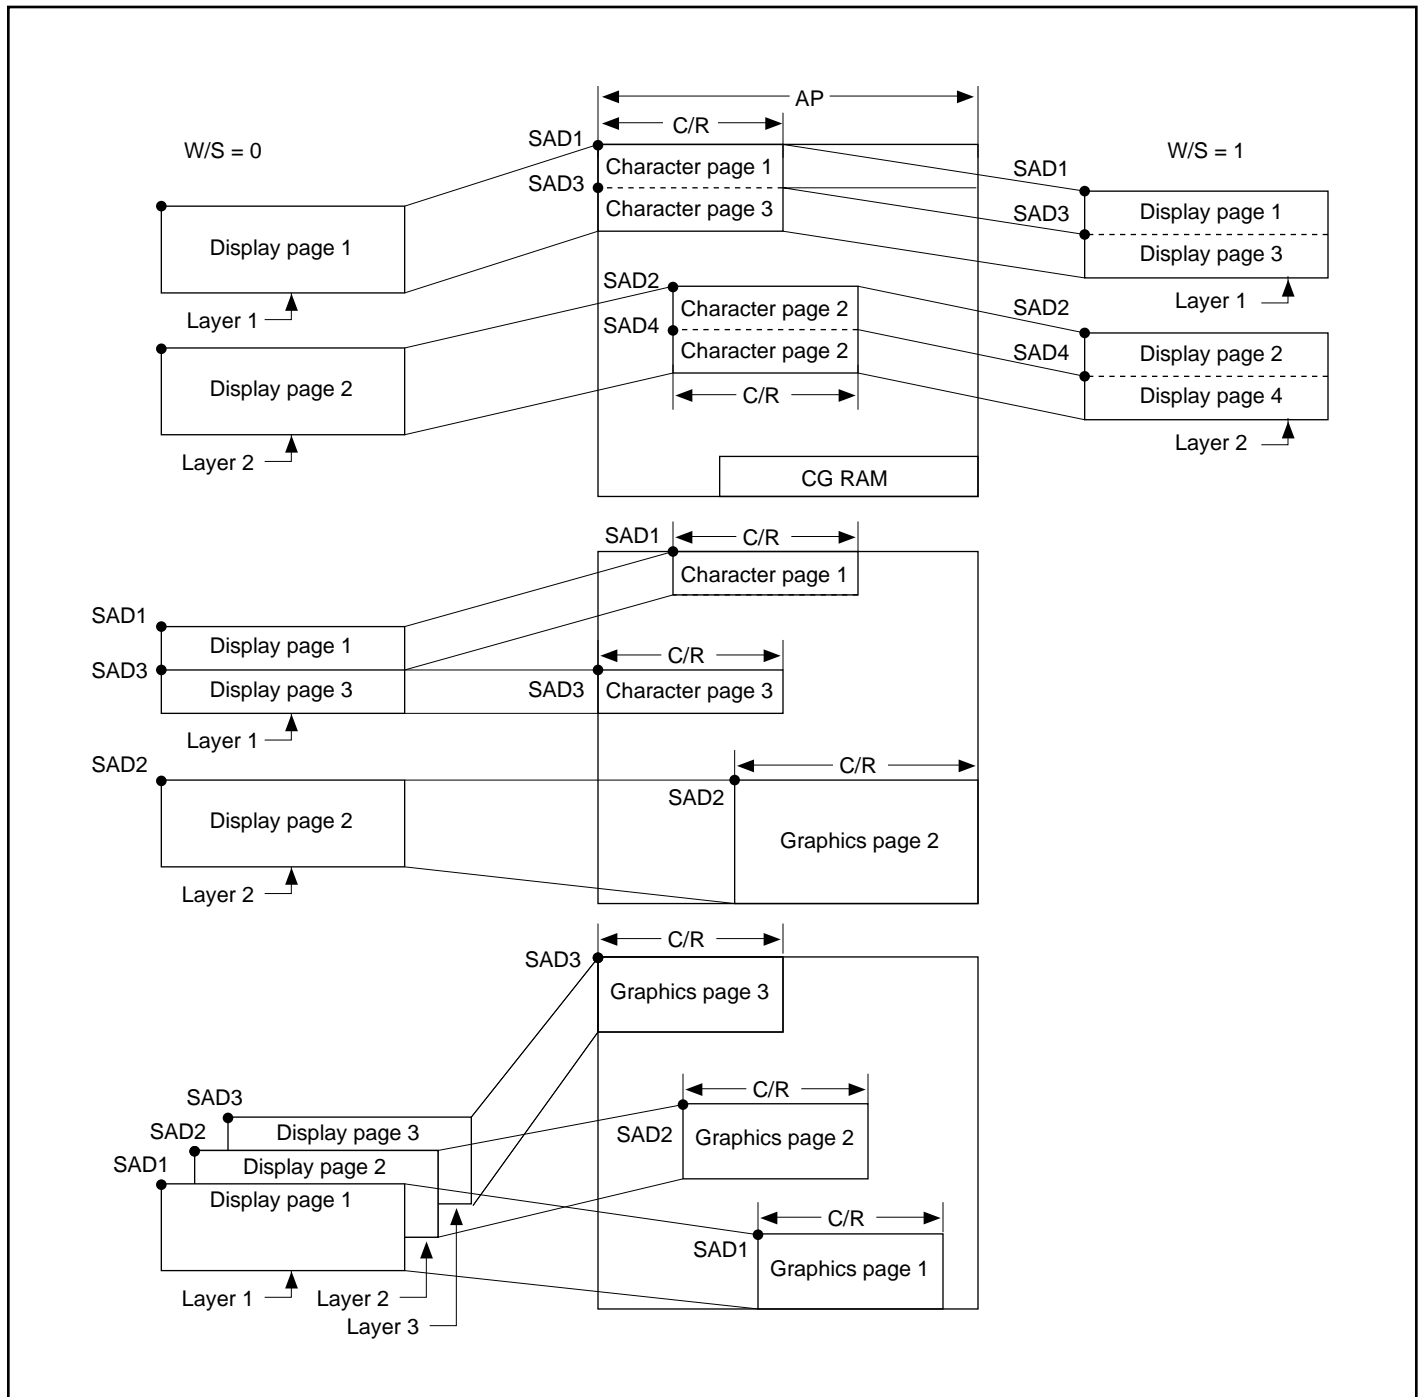 AP
C/R
W/S = 0
SAD1
W/S = 1
Character page 1
SAD1
SAD3
Character page 3
SAD3
Display page 1
Display page 1
Display page 3
Layer 1
SAD2
Character page 2
SAD2
Layer 1
SAD4
Character page 2
SAD4
Display page 2
Display page 2
C/R
Display page 4
Layer 2
Layer 2
CG RAM
SAD1
C/R
Character page 1
SAD1
Display page 1
C/R
SAD3
Display page 3
SAD3
Character page 3
Layer 1
SAD2
C/R
SAD2
Display page 2
Graphics page 2
Layer 2
C/R
SAD3
Graphics page 3
C/R
SAD3
Display page 3
SAD2
Graphics page 2
SAD2
Display page 2
SAD1
Display page 1
C/R
SAD1
Graphics page 1
Layer 1
Layer 2
Layer 3